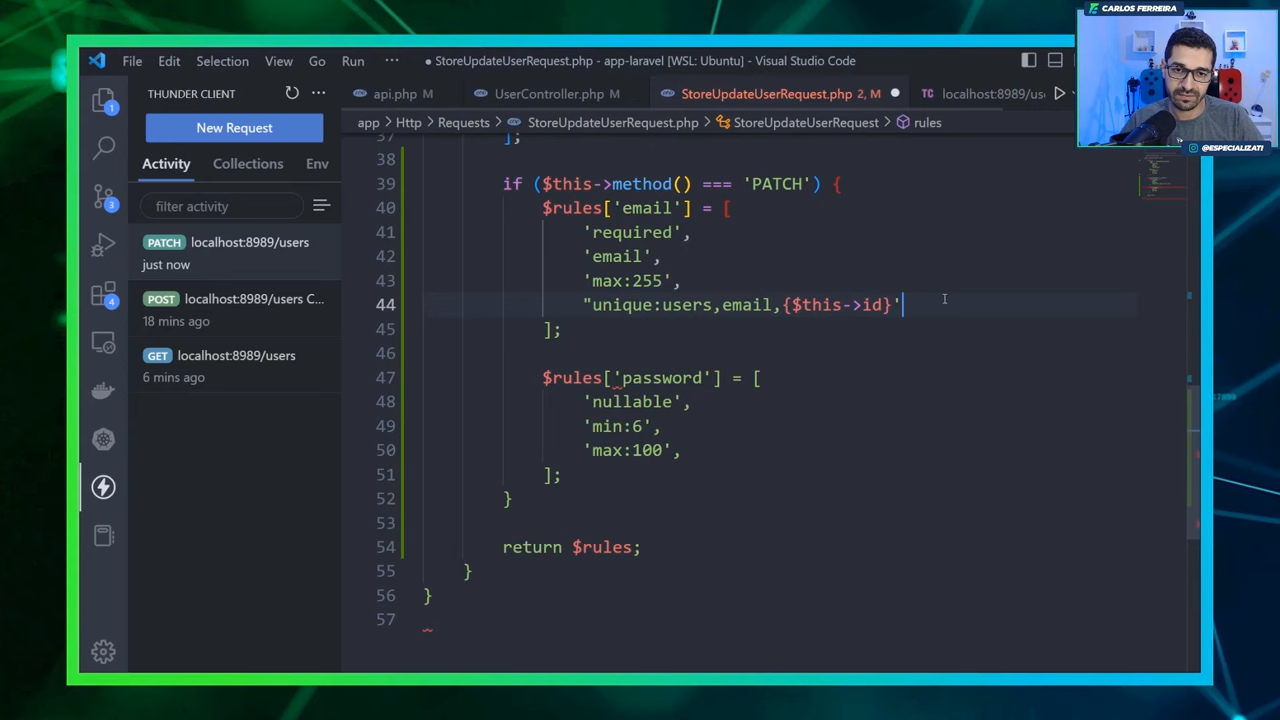 CARLOS FERREIRA
@ESPECIALIZATI
File Edit Selection View Go Run ···
● StoreUpdateUserRequest.php - app-laravel [WSL: Ubuntu] - Visual Studio Code
THUNDER CLIENT
New Request
Activity Collections Env
filter activity
PATCH localhost:8989/users
just now
POST localhost:8989/users C...
18 mins ago
GET localhost:8989/users
6 mins ago
1
3
4
api.php M UserController.php M StoreUpdateUserRequest.php 2, M ● TC localhost:8989/us
app > Http > Requests > StoreUpdateUserRequest.php > StoreUpdateUserRequest > rules
37 ];
38
39 if ($this->method() === 'PATCH') {
40 $rules['email'] = [
41 'required',
42 'email',
43 'max:255',
44 "unique:users,email,{$this->id}'
45 ];
46
47 $rules['password'] = [
48 'nullable',
49 'min:6',
50 'max:100',
51 ];
52 }
53
54 return $rules;
55 }
56 }
57